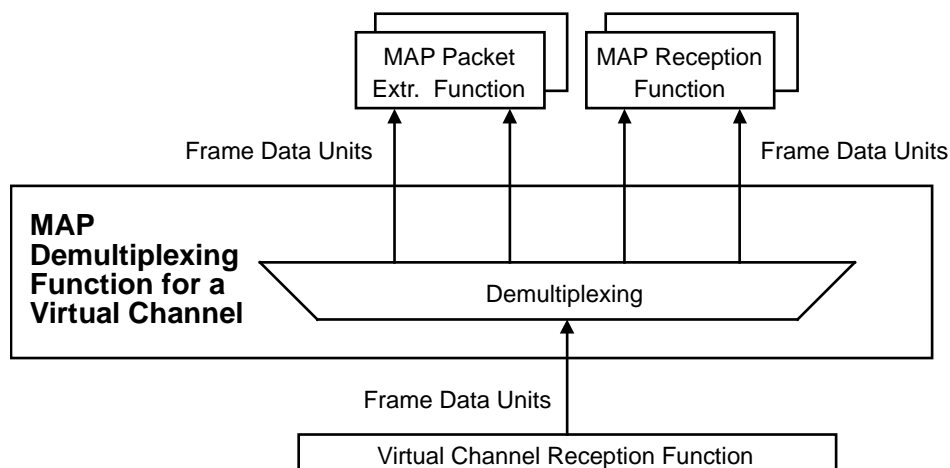 MAP Packet
Extr. Function
MAP Reception
Function
Frame Data Units
Frame Data Units
MAP
Demultiplexing
Function for a
Virtual Channel
Demultiplexing
Frame Data Units
Virtual Channel Reception Function